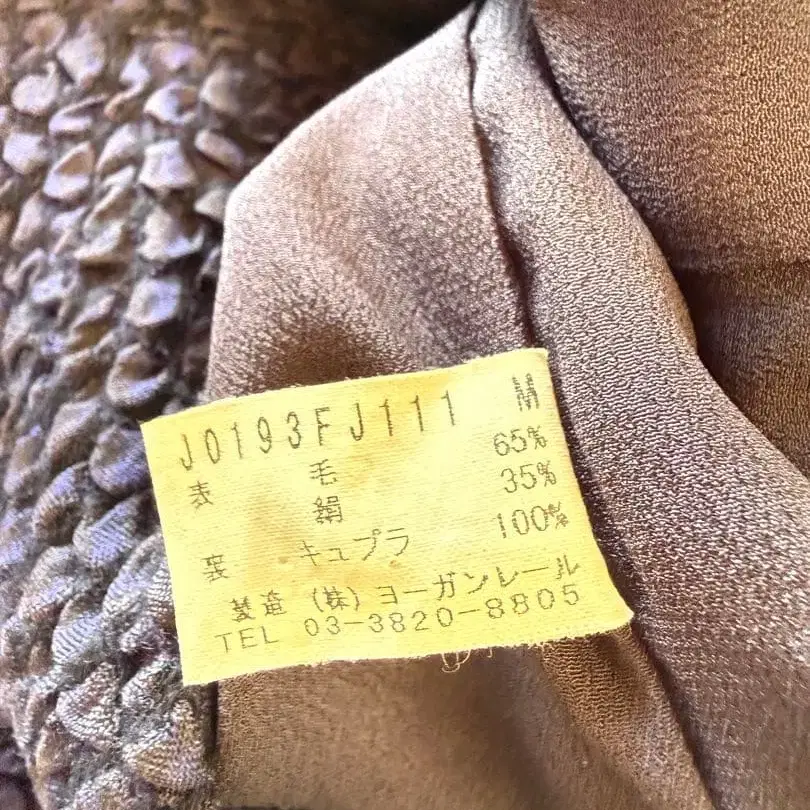 J0193FJ111 M
表 毛 65%
絹 35%
裏 キュプラ 100%
製造 (株)ヨーガンレール
TEL 03-3820-8805